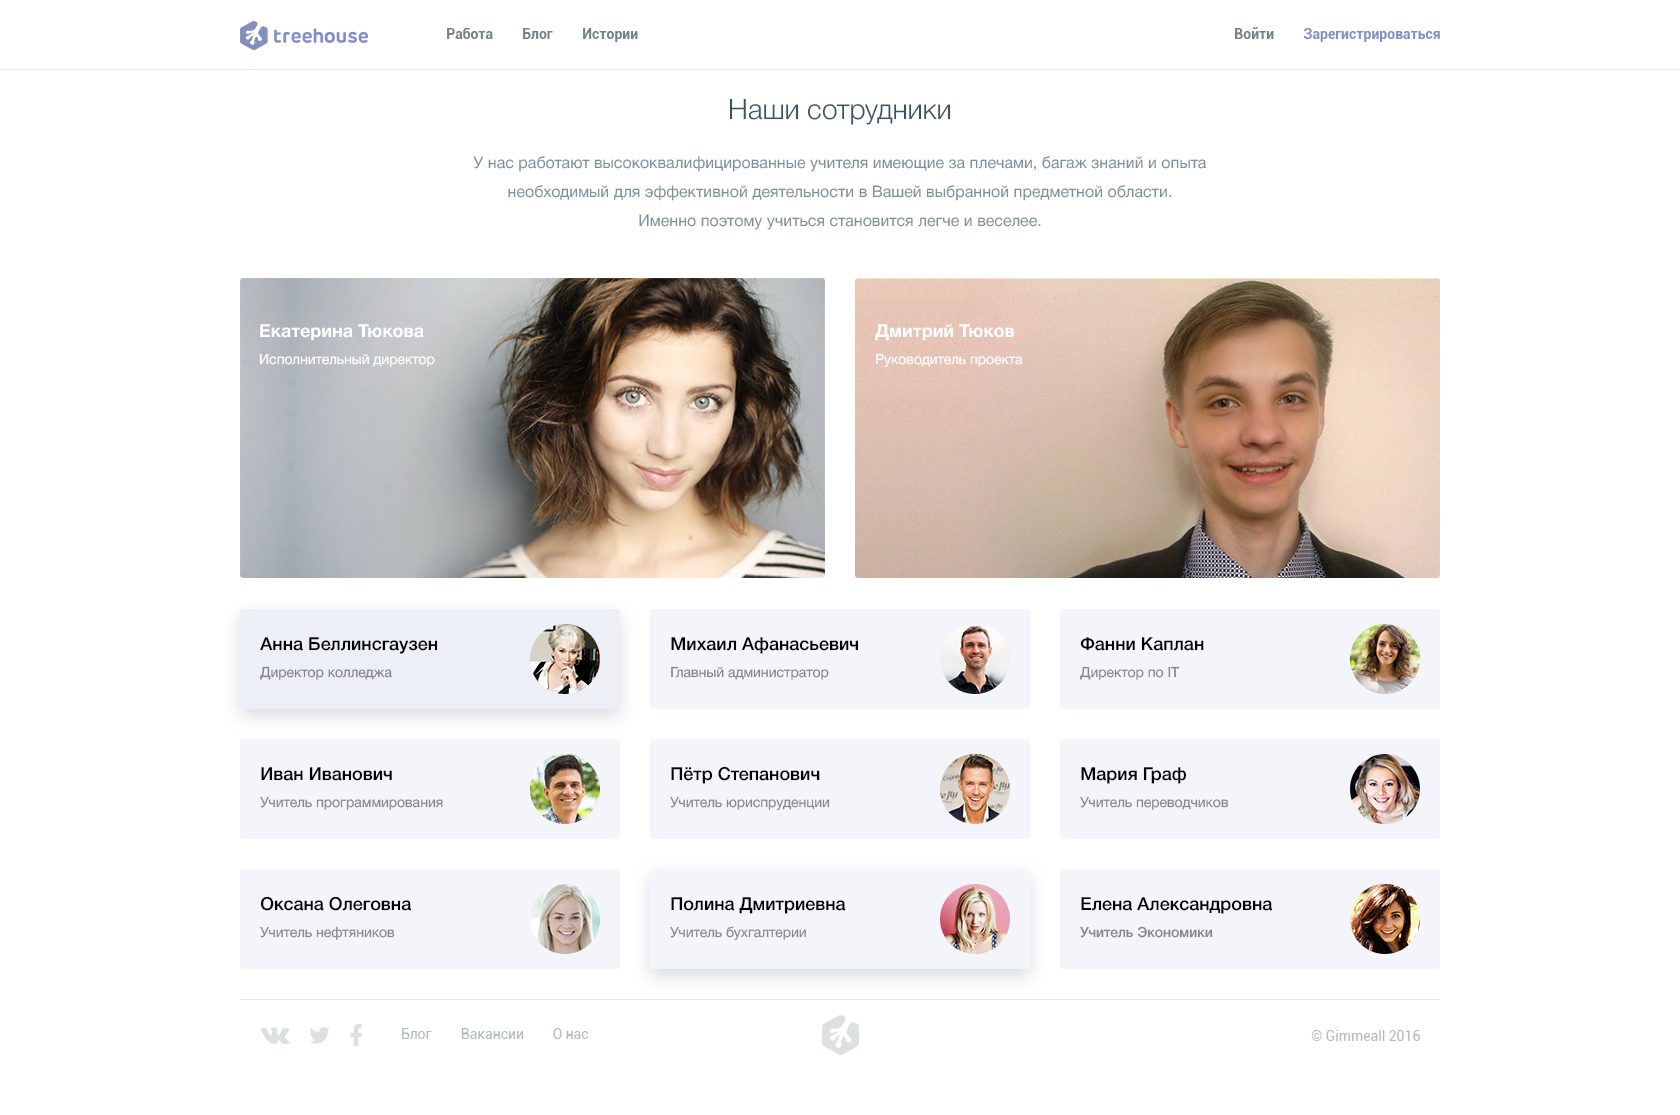 treehouse
Работа Блог Истории
Войти Зарегистрироваться
Наши сотрудники
У нас работают высококвалифицированные учителя имеющие за плечами, багаж знаний и опыта
необходимый для эффективной деятельности в Вашей выбранной предметной области.
Именно поэтому учиться становится легче и веселее.
Екатерина Тюкова
Исполнительный директор
Дмитрий Тюков
Руководитель проекта
Анна Беллинсгаузен
Директор колледжа
Михаил Афанасьевич
Главный администратор
Фанни Каплан
Директор по IT
Иван Иванович
Учитель программирования
Пётр Степанович
Учитель юриспруденции
Мария Граф
Учитель переводчиков
Оксана Олеговна
Учитель нефтяников
Полина Дмитриевна
Учитель бухгалтерии
Елена Александровна
Учитель Экономики
Блог Вакансии О нас
© Gimmeall 2016